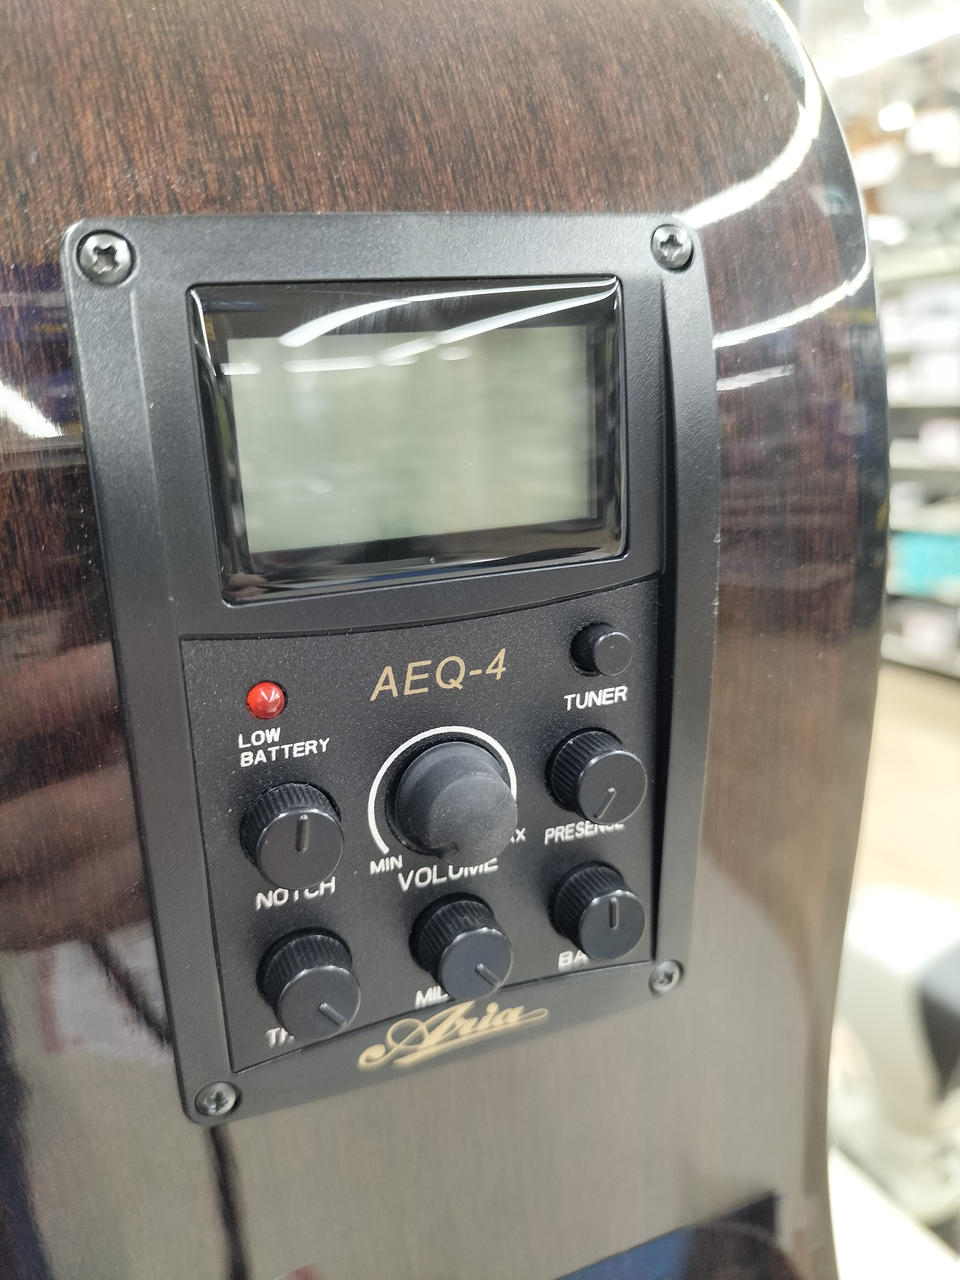 AEQ-4
TUNER
LOW
BATTERY
PRESENCE
MIN
VOLUME
NOTCH
Aria